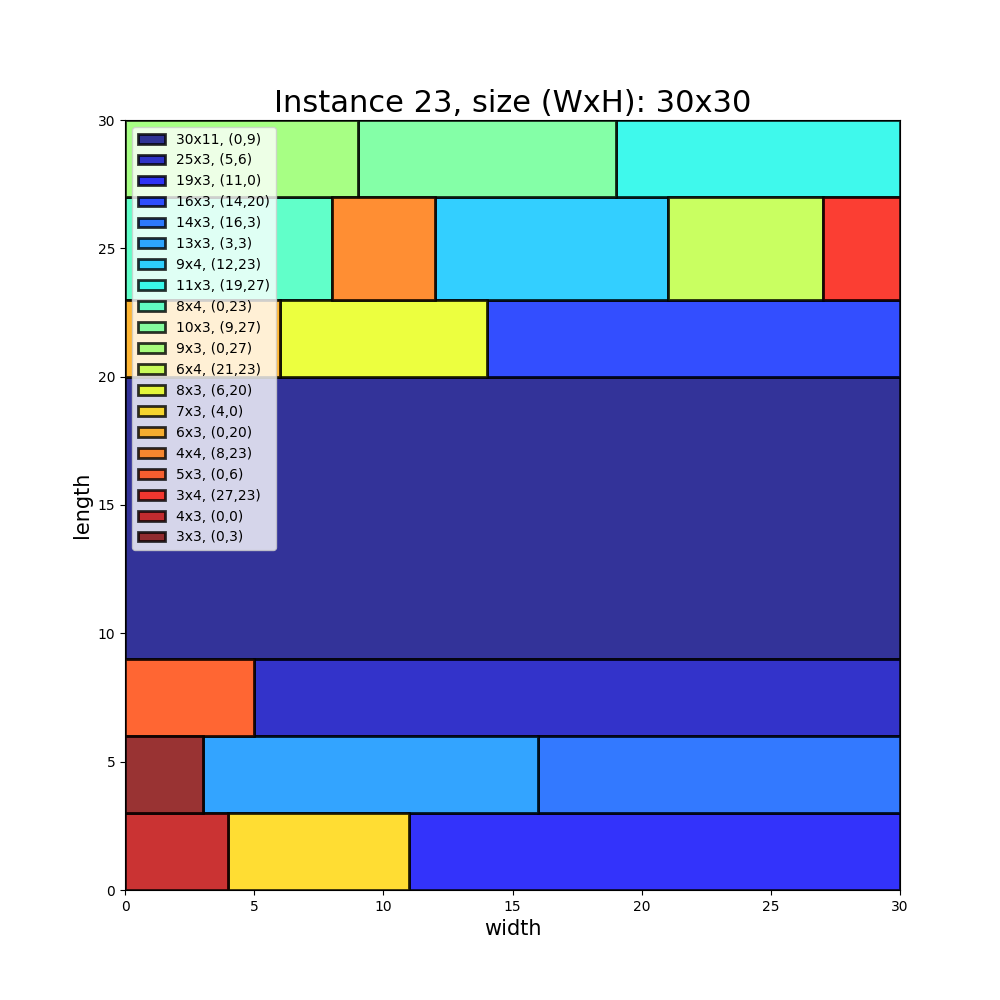 Instance 23, size (WxH): 30x30
30x11, (0,9)
25x3, (5,6)
19x3, (11,0)
16x3, (14,20)
14x3, (16,3)
13x3, (3,3)
9x4, (12,23)
11x3, (19,27)
8x4, (0,23)
10x3, (9,27)
9x3, (0,27)
6x4, (21,23)
8x3, (6,20)
7x3, (4,0)
6x3, (0,20)
4x4, (8,23)
5x3, (0,6)
3x4, (27,23)
4x3, (0,0)
3x3, (0,3)
30
25
20
15
10
5
0
length
0 5 10 15 20 25 30
width